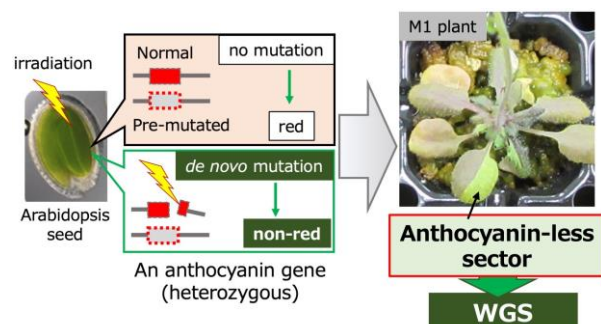 irradiation
Arabidopsis
seed
Normal
Pre-mutated
no mutation
red
de novo mutation
non-red
An anthocyanin gene
(heterozygous)
M1 plant
Anthocyanin-less
sector
WGS